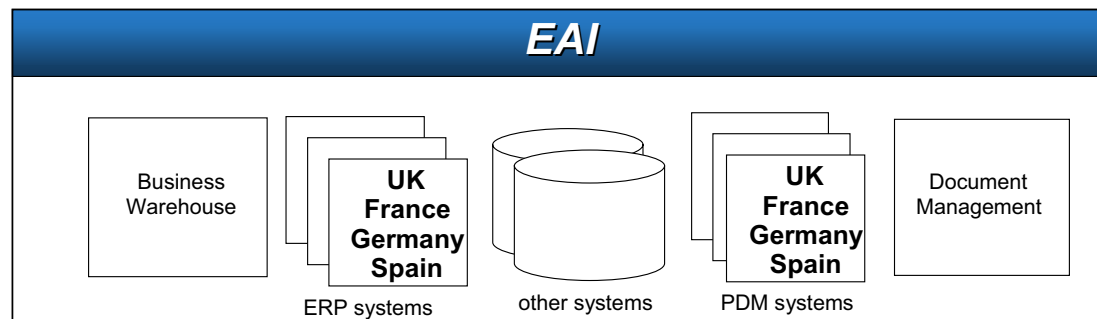 EAI
Business
Warehouse
UK
France
Germany
Spain
ERP systems
other systems
UK
France
Germany
Spain
PDM systems
Document
Management